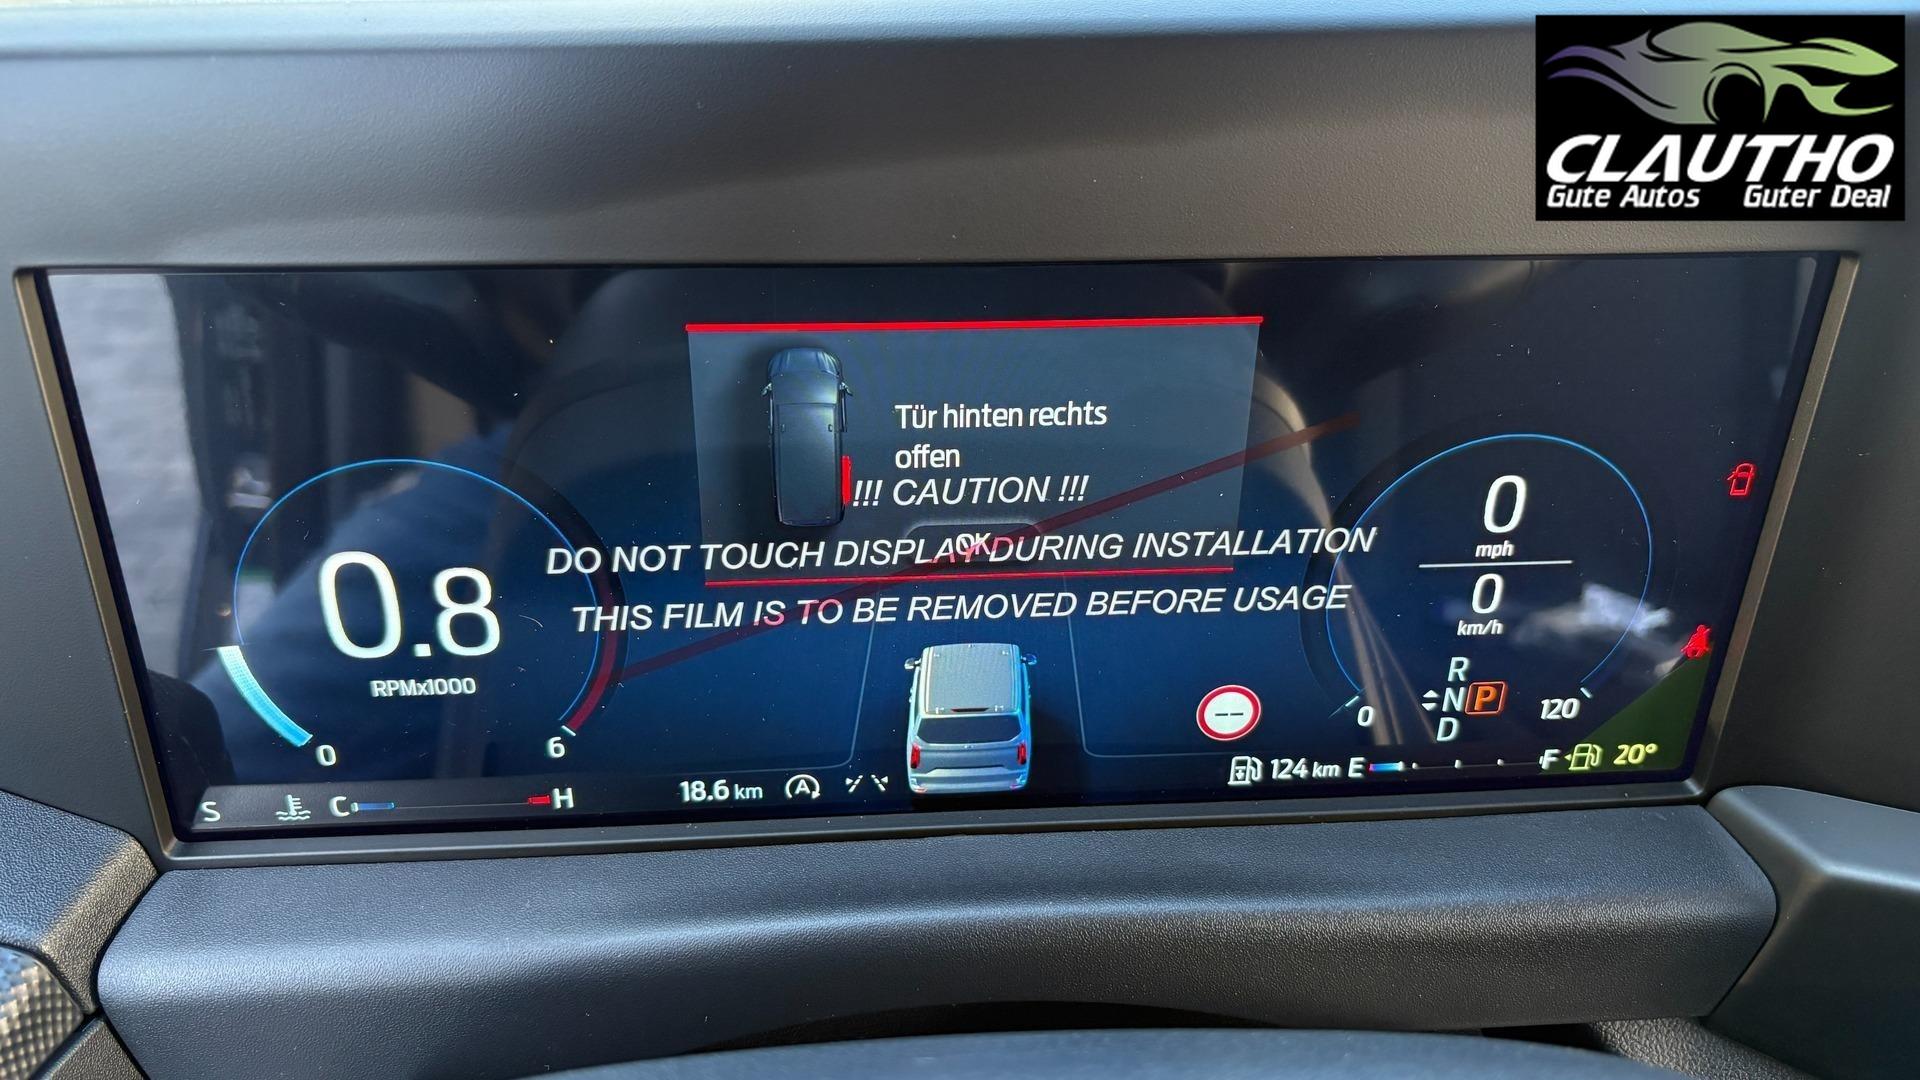 CLAUTHO
Gute Autos Guter Deal
Tür hinten rechts
offen
!!! CAUTION !!!
OK
DO NOT TOUCH DISPLAY DURING INSTALLATION
THIS FILM IS TO BE REMOVED BEFORE USAGE
0.8
RPMx1000
0
6
0
mph
0
km/h
R
N P
D
0
120
S
C
H
18.6 km
A
--
124 km E
F
20°